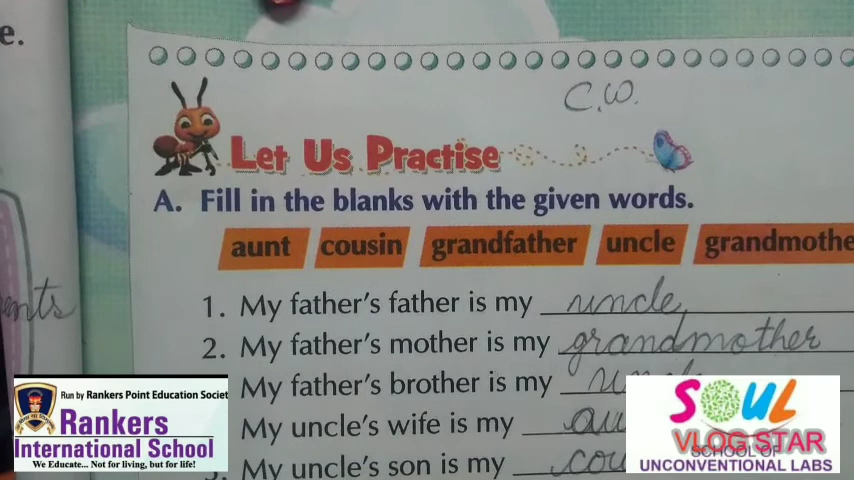 e.
C.W.
Let Us Practise
A. Fill in the blanks with the given words.
aunt cousin grandfather uncle grandmothe
1. My father's father is my uncle
2. My father's mother is my grandmother
My father's brother is my
My uncle's wife is my
My uncle's son is my
ents
Run by Rankers Point Education Societ
Rankers
International School
We Educate... Not for living, but for life!
SOUL
VLOG STAR
SCHOOL OF
UNCONVENTIONAL LABS